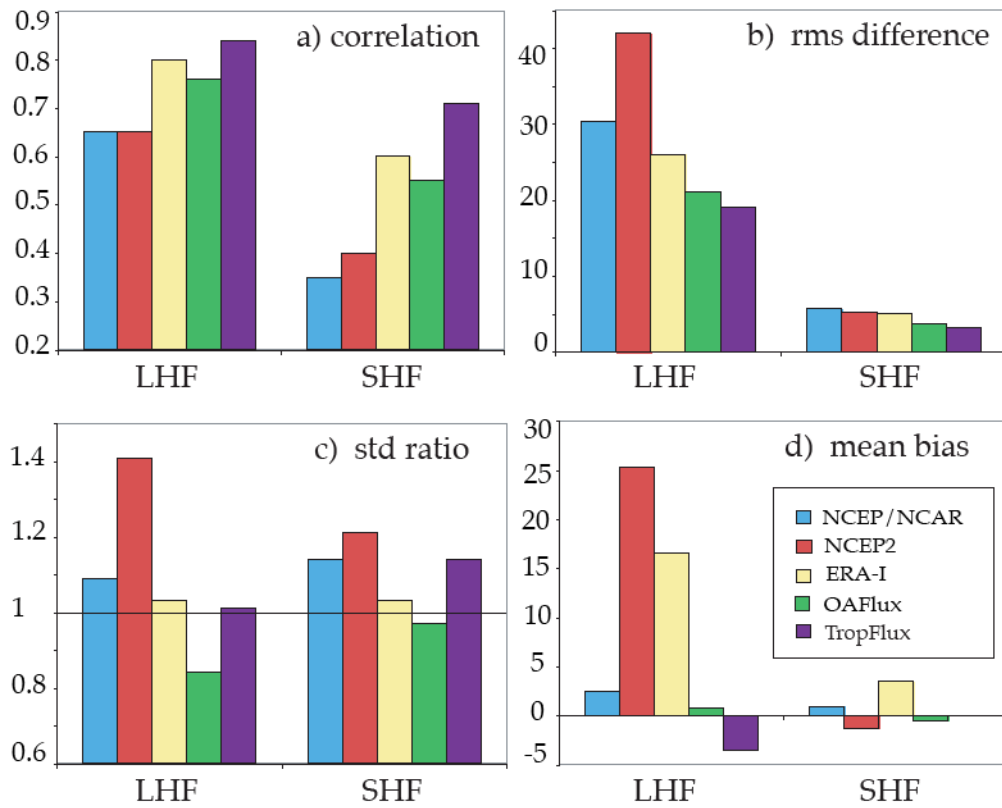 a) correlation
0.9
0.8
0.7
0.6
0.5
0.4
0.3
0.2
LHF SHF
b) rms difference
40
30
20
10
0
LHF SHF
c) std ratio
1.4
1.2
1
0.8
0.6
LHF SHF
d) mean bias
30
25
20
15
10
5
0
-5
NCEP/NCAR
NCEP2
ERA-I
OAFlux
TropFlux
LHF SHF